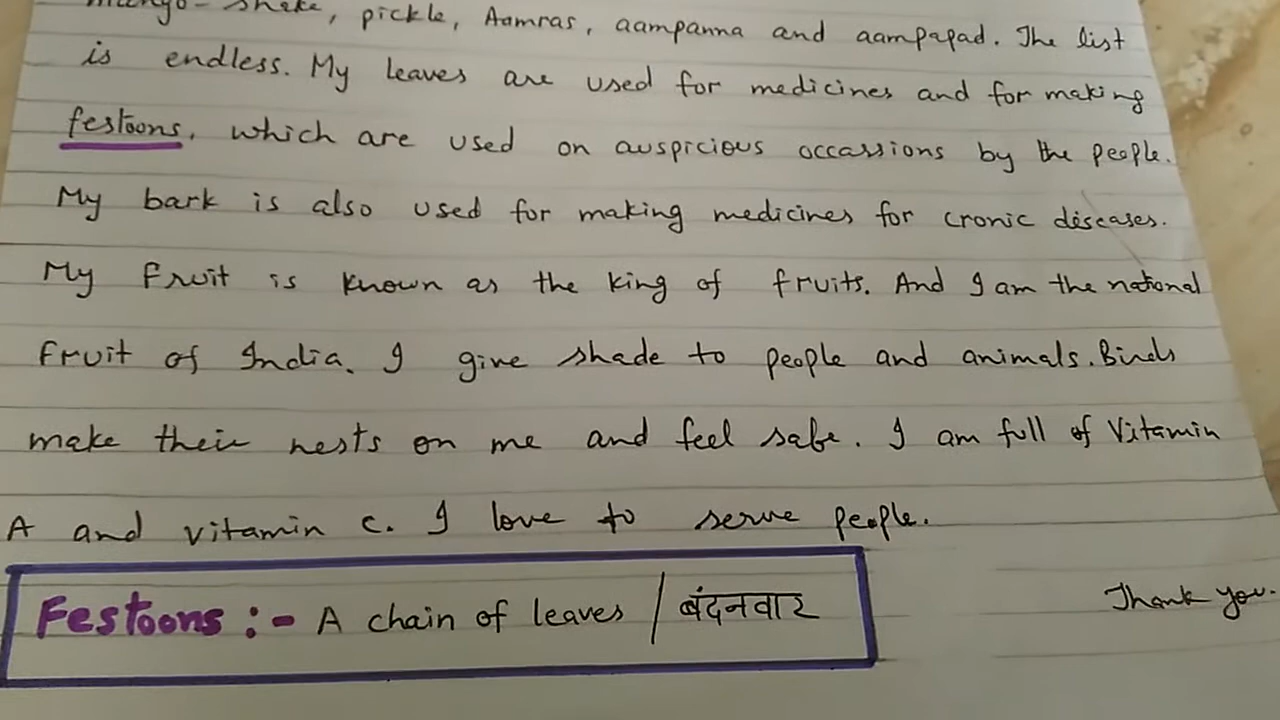 mango-shake, pickle, Aamras, aampanna and aampapad. The list
is endless. My leaves are used for medicines and for making
festoons, which are used on auspicious occassions by the people.
My bark is also used for making medicines for cronic diseases.
My fruit is known as the king of fruits. And I am the national
fruit of India. I give shade to people and animals. Birds
make their nests on me and feel safe. I am full of Vitamin
A and vitamin c. I love to serve people.
Festoons :- A chain of leaves / बंदनवार
Thank you.